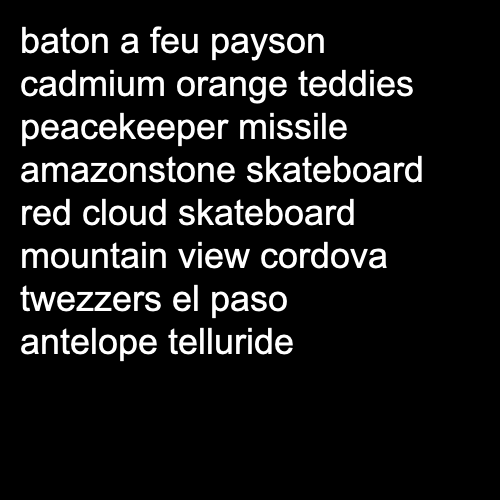 baton a feu payson
cadmium orange teddies
peacekeeper missile
amazonstone skateboard
red cloud skateboard
mountain view cordova
twezzers el paso
antelope telluride